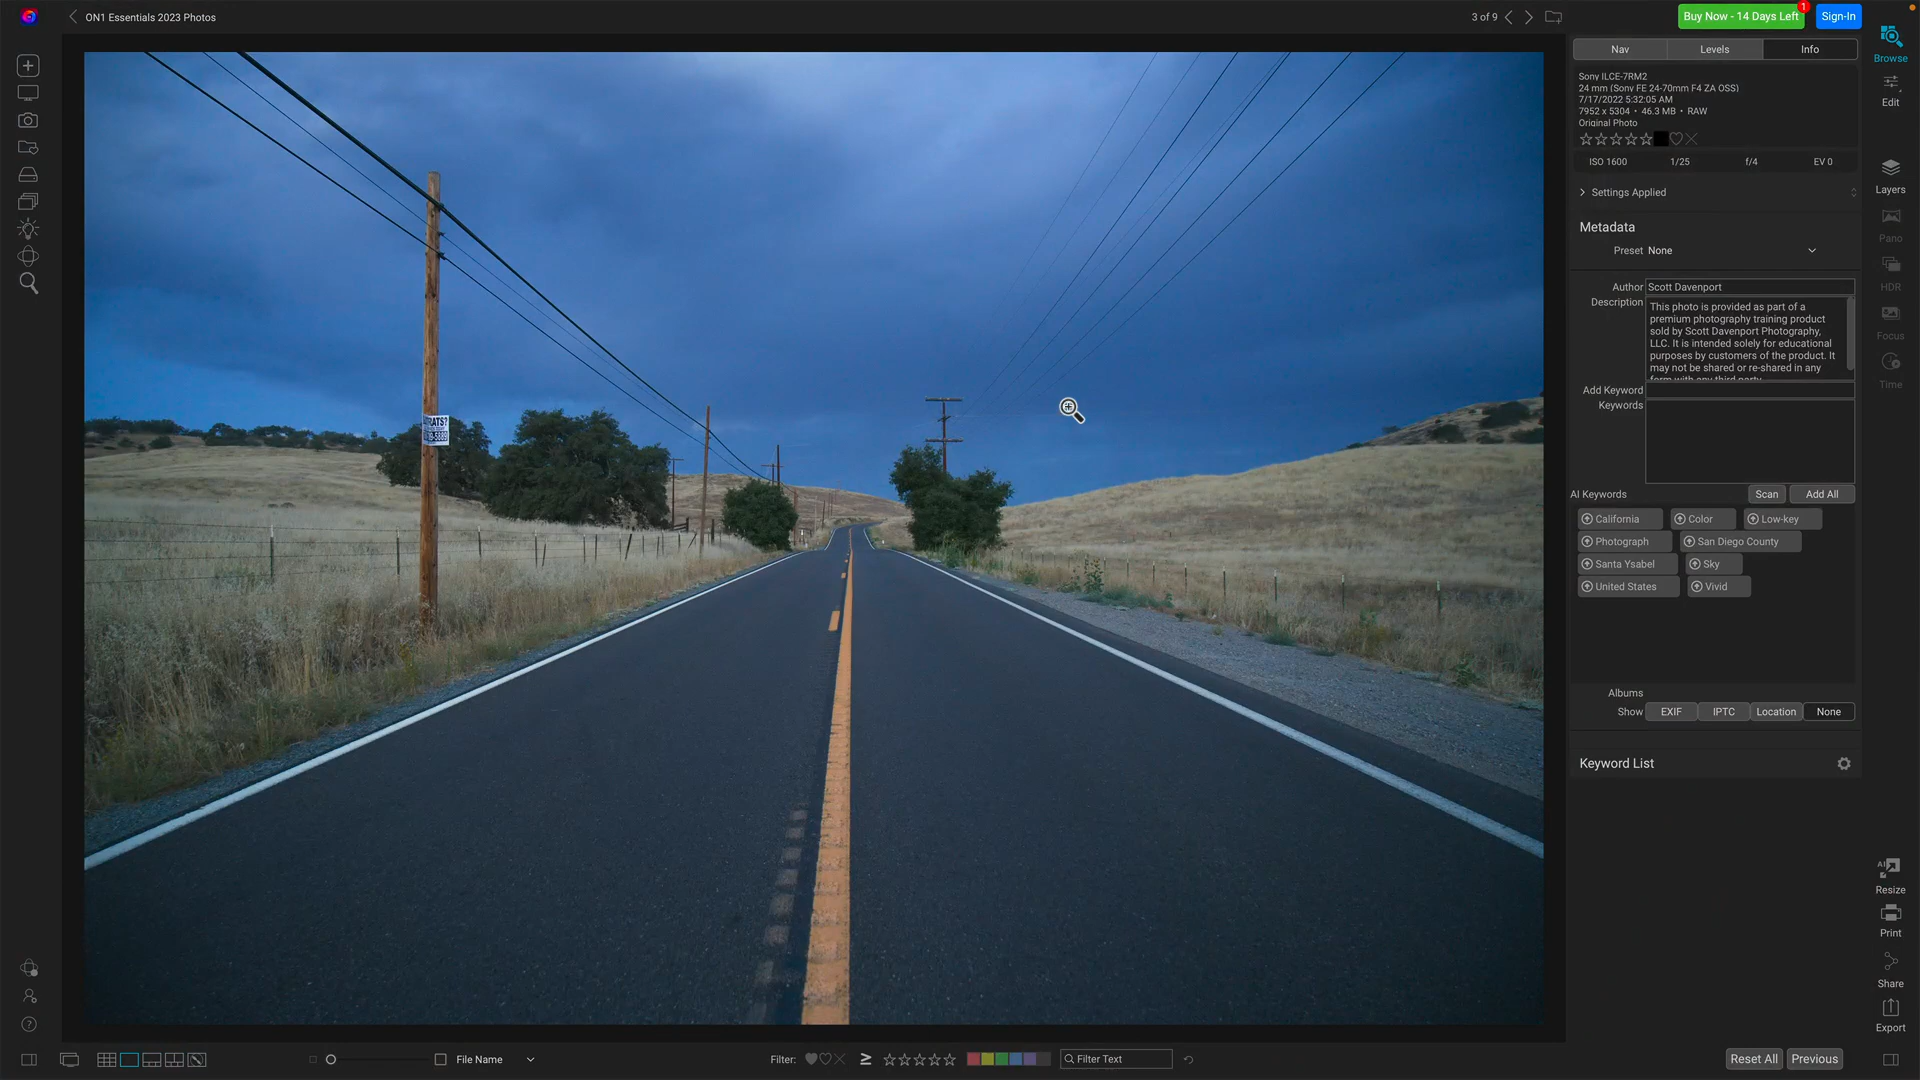 ON1 Essentials 2023 Photos
3 of 9
Buy Now - 14 Days Left
1
Sign-In
Nav
Levels
Info
Browse
Sony ILCE-7RM2
24 mm (Sony FE 24-70mm F4 ZA OSS)
7/17/2022 5:32:05 AM
7952 x 5304 • 46.3 MB • RAW
Original Photo
Edit
ISO 1600
1/25
f/4
EV 0
Settings Applied
Layers
Metadata
Pano
Preset None
HDR
Author Scott Davenport
Description
This photo is provided as part of a
premium photography training product
sold by Scott Davenport Photography,
LLC. It is intended solely for educational
purposes by customers of the product. It
may not be shared or re-shared in any
form with any third party.
Focus
Time
Add Keyword
Keywords
RATS?
AI Keywords
Scan
Add All
California
Color
Low-key
Photograph
San Diego County
Santa Ysabel
Sky
United States
Vivid
Albums
Show
EXIF
IPTC
Location
None
Keyword List
AI
Resize
Print
Share
Export
File Name
Filter:
Filter Text
Reset All
Previous